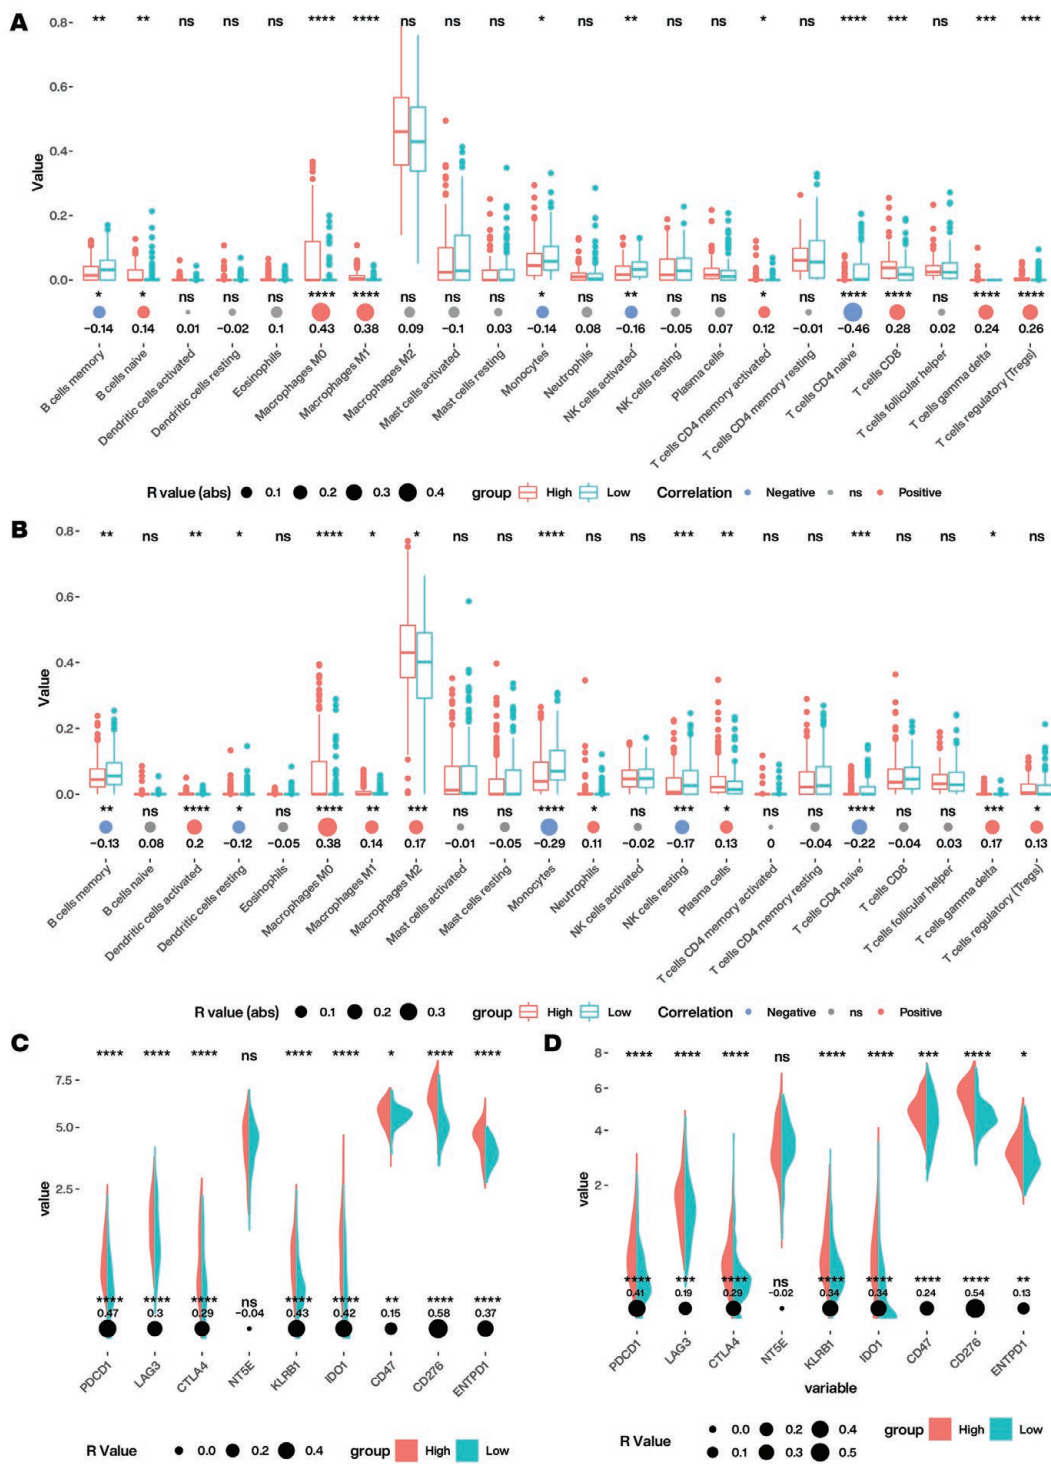 A
** ** ns ns ns **** **** ns ns ns * ns ** ns ns * ns **** *** ns *** ***
0.8
0.6
0.4
0.2
0.0
Value
* * ns ns ns **** **** ns ns ns * ns ** ns ns * ns **** **** ns **** ****
−0.14 0.14 0.01 −0.02 0.1 0.43 0.38 0.09 −0.1 0.03 −0.14 0.08 −0.16 −0.05 0.07 0.12 −0.01 −0.46 0.28 0.02 0.24 0.26
B cells memory
B cells naive
Dendritic cells activated
Dendritic cells resting
Eosinophils
Macrophages M0
Macrophages M1
Macrophages M2
Mast cells activated
Mast cells resting
Monocytes
Neutrophils
NK cells activated
NK cells resting
Plasma cells
T cells CD4 memory activated
T cells CD4 memory resting
T cells CD4 naive
T cells CD8
T cells follicular helper
T cells gamma delta
T cells regulatory (Tregs)
R value (abs) 0.1 0.2 0.3 0.4 group High Low Correlation Negative ns Positive
B
** ns ** * ns **** * * ns ns **** ns ns *** ** ns ns *** ns ns * ns
0.8
0.6
0.4
0.2
0.0
Value
** ns **** * ns **** ** *** ns ns **** * ns *** * ns ns **** ns ns *** *
−0.13 0.08 0.2 −0.12 −0.05 0.38 0.14 0.17 −0.01 −0.05 −0.29 0.11 −0.02 −0.17 0.13 0 −0.04 −0.22 −0.04 0.03 0.17 0.13
B cells memory
B cells naive
Dendritic cells activated
Dendritic cells resting
Eosinophils
Macrophages M0
Macrophages M1
Macrophages M2
Mast cells activated
Mast cells resting
Monocytes
Neutrophils
NK cells activated
NK cells resting
Plasma cells
T cells CD4 memory activated
T cells CD4 memory resting
T cells CD4 naive
T cells CD8
T cells follicular helper
T cells gamma delta
T cells regulatory (Tregs)
R value (abs) 0.1 0.2 0.3 group High Low Correlation Negative ns Positive
C
**** **** **** ns **** **** * **** ****
7.5
5.0
2.5
value
**** **** **** ns **** **** ** **** ****
0.47 0.3 0.29 −0.04 0.43 0.42 0.15 0.58 0.37
PDCD1
LAG3
CTLA4
NT5E
KLRB1
IDO1
CD47
CD276
ENTPD1
R Value 0.0 0.2 0.4 group High Low
D
**** **** **** ns **** **** *** **** *
8
6
4
2
value
**** *** **** ns **** **** **** **** **
0.41 0.19 0.29 −0.02 0.34 0.34 0.24 0.54 0.13
PDCD1
LAG3
CTLA4
NT5E
KLRB1
IDO1
CD47
CD276
ENTPD1
variable
R Value
0.0 0.2 0.4
0.1 0.3 0.5
group High Low